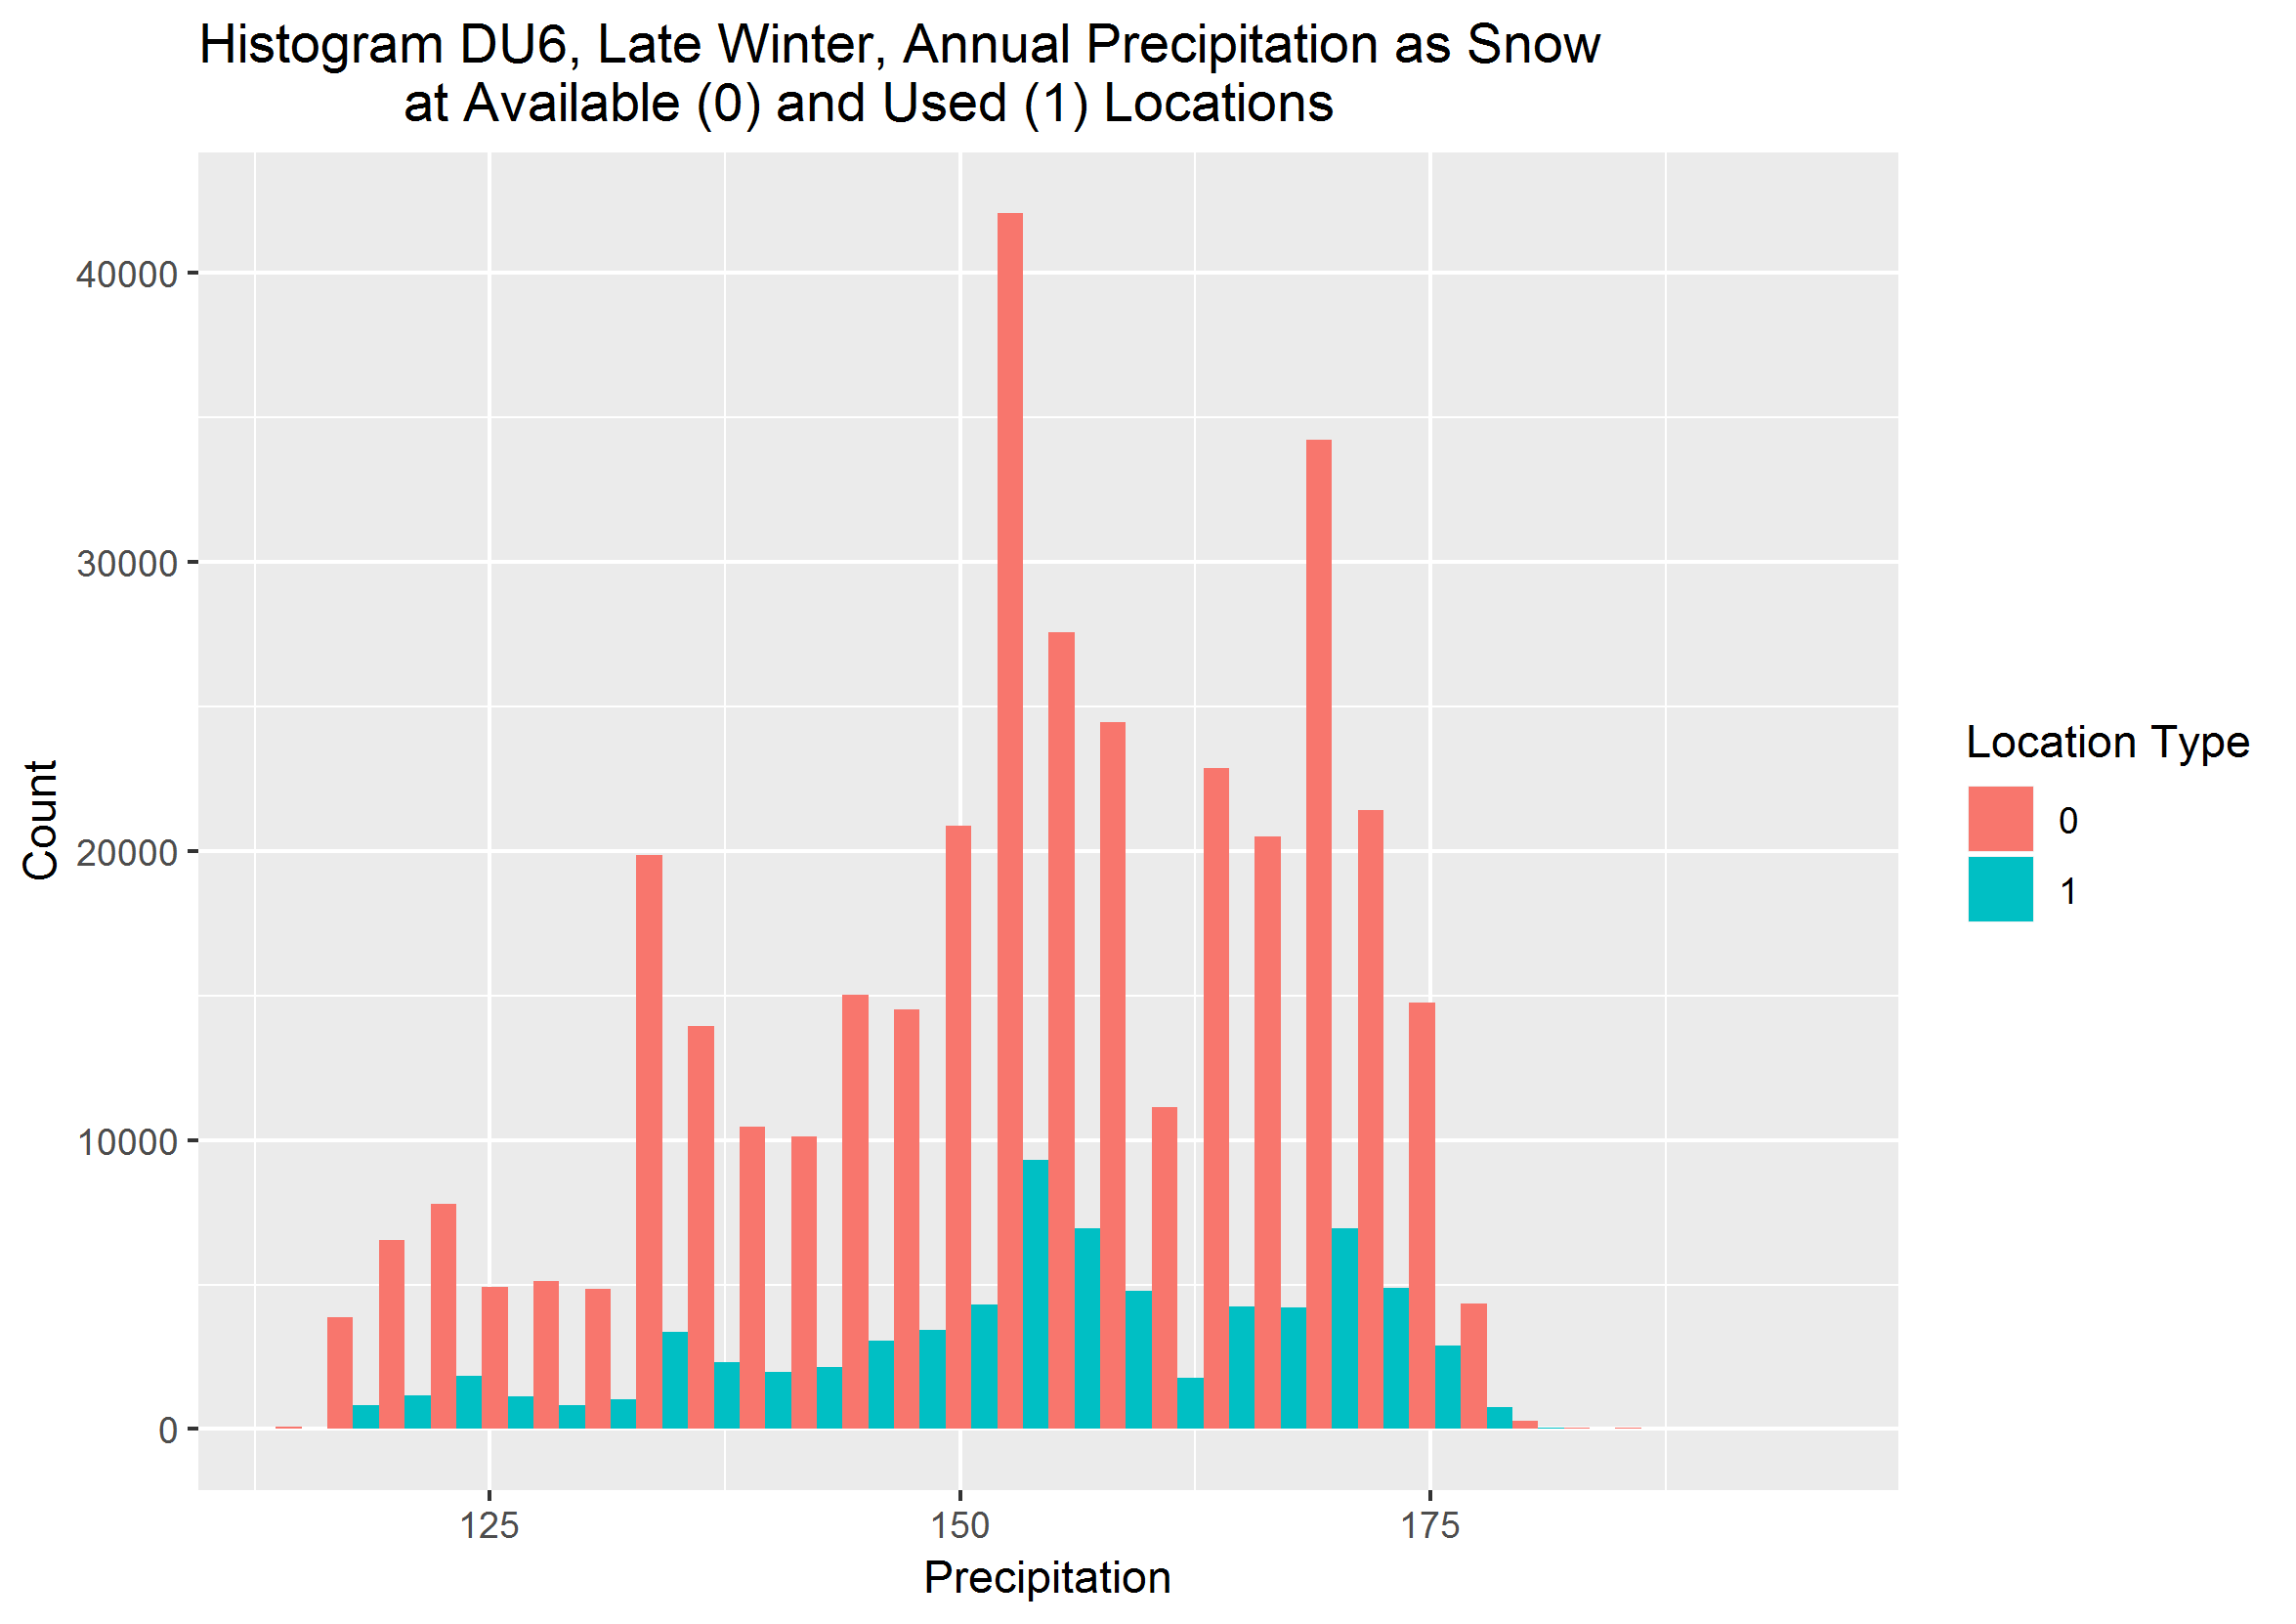 Histogram DU6, Late Winter, Annual Precipitation as Snow
at Available (0) and Used (1) Locations
40000
30000
20000
10000
0
Count
125
150
175
Precipitation
Location Type
0
1